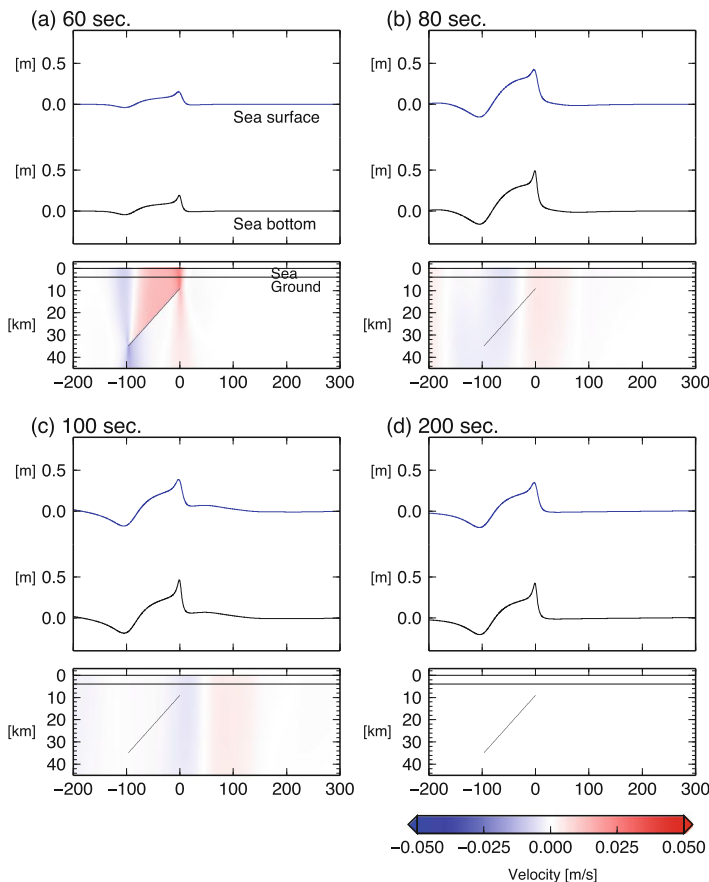 (a) 60 sec.
[m] 0.5
0.0
Sea surface
[m] 0.5
0.0
Sea bottom
0
10
20
[km] 30
40
Sea
Ground
−200 −100 0 100 200 300
(b) 80 sec.
[m] 0.5
0.0
[m] 0.5
0.0
0
10
20
[km] 30
40
−200 −100 0 100 200 300
(c) 100 sec.
[m] 0.5
0.0
[m] 0.5
0.0
0
10
20
[km] 30
40
−200 −100 0 100 200 300
(d) 200 sec.
[m] 0.5
0.0
[m] 0.5
0.0
0
10
20
[km] 30
40
−200 −100 0 100 200 300
−0.050 −0.025 0.000 0.025 0.050
Velocity [m/s]